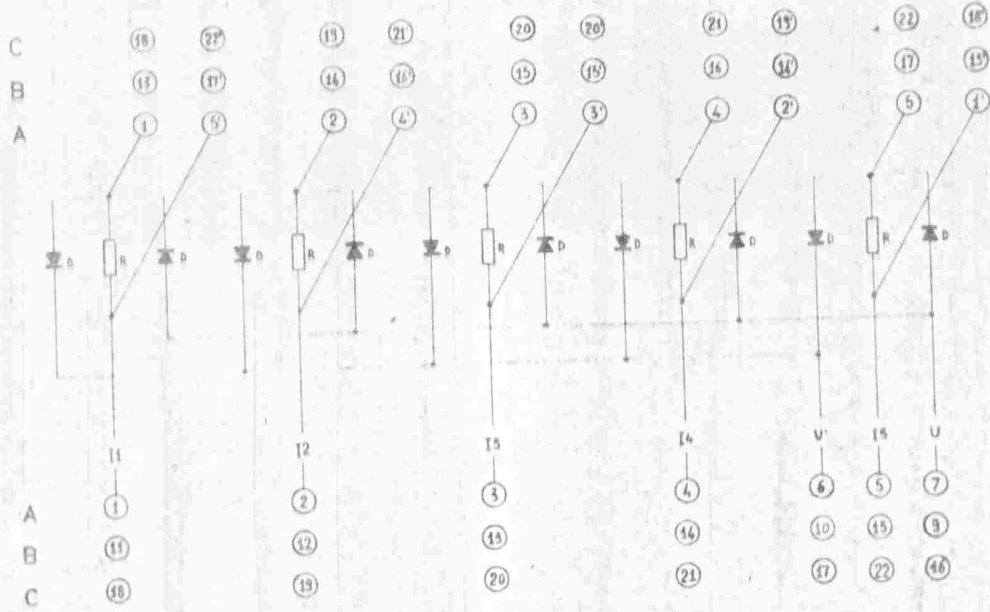 C 18 22' 19 21' 20 20' 21 19' 22 18'
B 11 17' 16 16' 15 15' 16 14' 17 13'
A 1 5' 2 4' 3 3' 4 2' 5 1'
D R D D R D D R D D R D D R D
I1 I2 I3 I4 U' I5 U
A 1 2 3 4 6 5 7
B 11 12 13 14 10 15 9
C 18 19 20 21 17 22 16